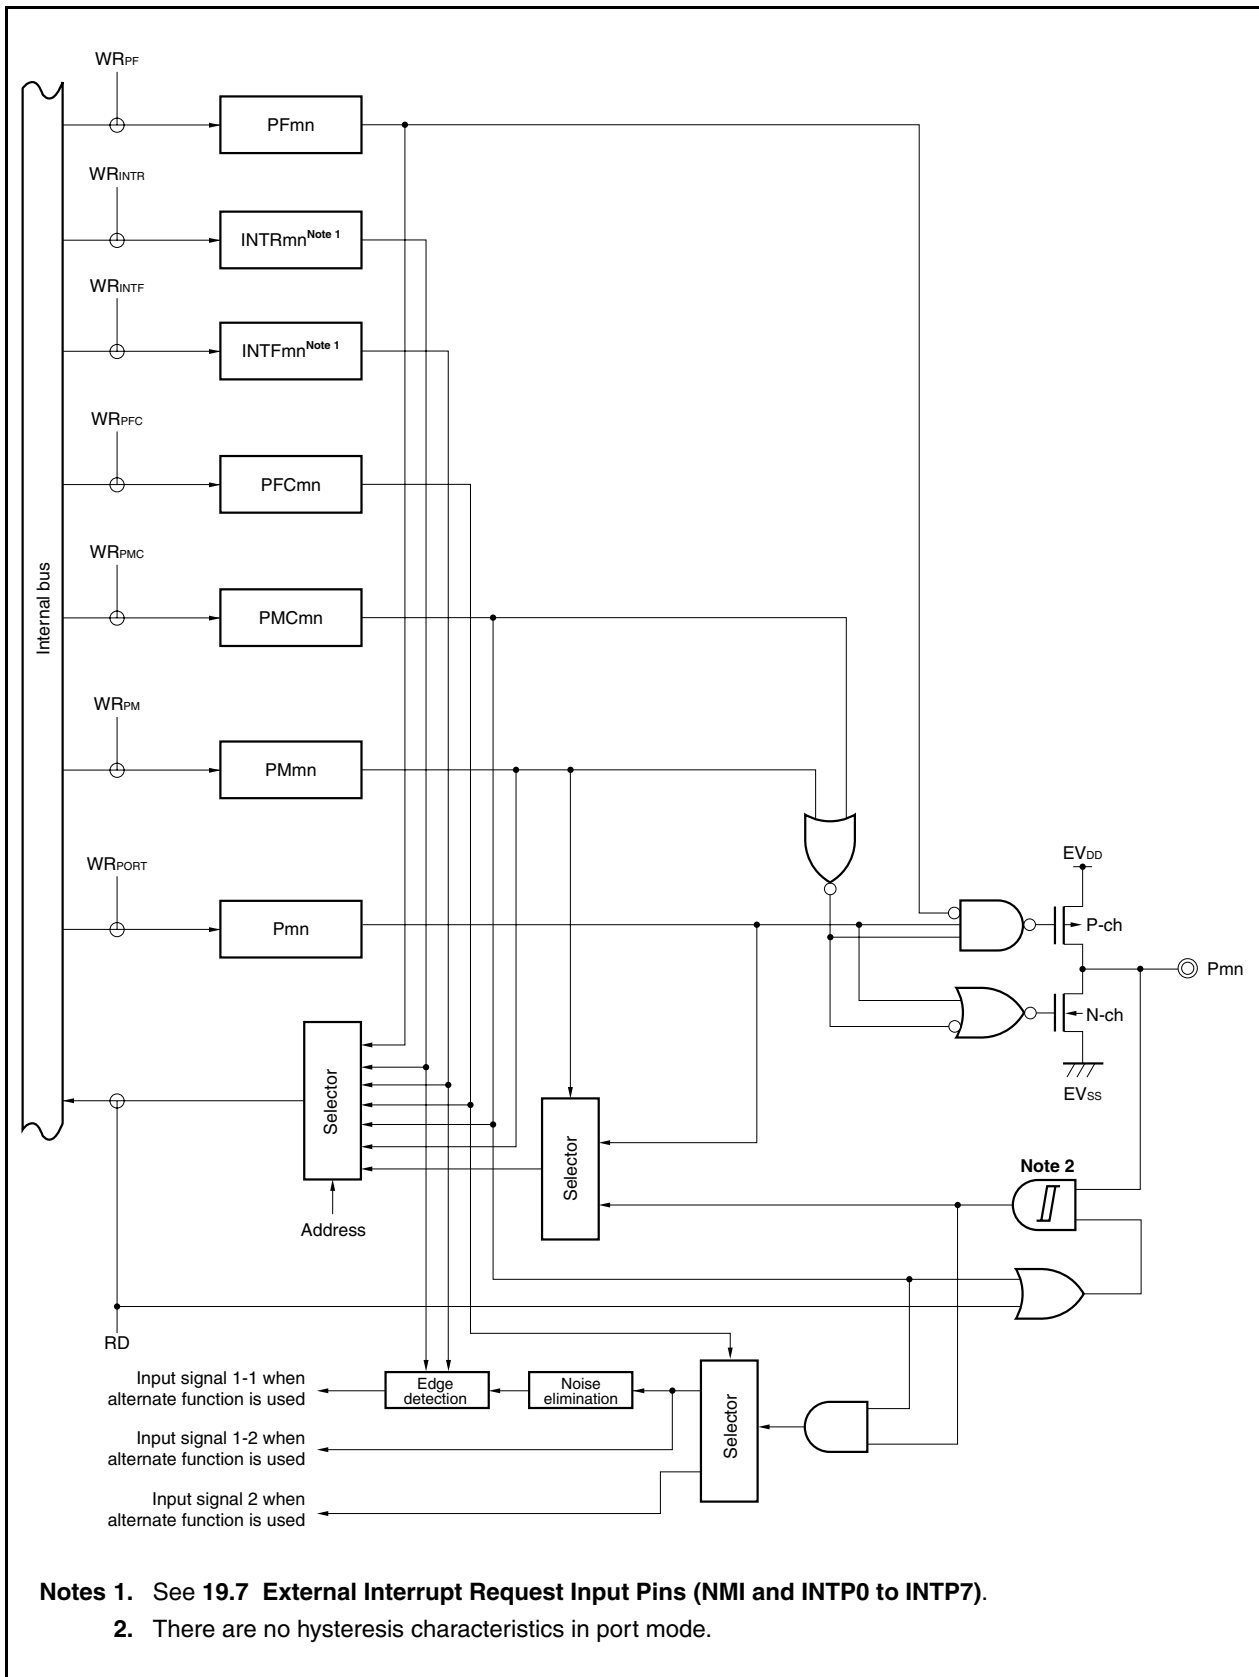 WRPF
PFmn
WRINTR
INTRmnNote 1
WRINTF
INTFmnNote 1
WRPFC
PFCmn
WRPMC
PMCmn
Internal bus
WRPM
PMmn
WRPORT
Pmn
EVDD
P-ch
Pmn
N-ch
EVSS
Selector
Selector
Address
Note 2
RD
Input signal 1-1 when
alternate function is used
Edge
detection
Noise
elimination
Selector
Input signal 1-2 when
alternate function is used
Input signal 2 when
alternate function is used
Notes 1. See 19.7 External Interrupt Request Input Pins (NMI and INTP0 to INTP7).
2. There are no hysteresis characteristics in port mode.